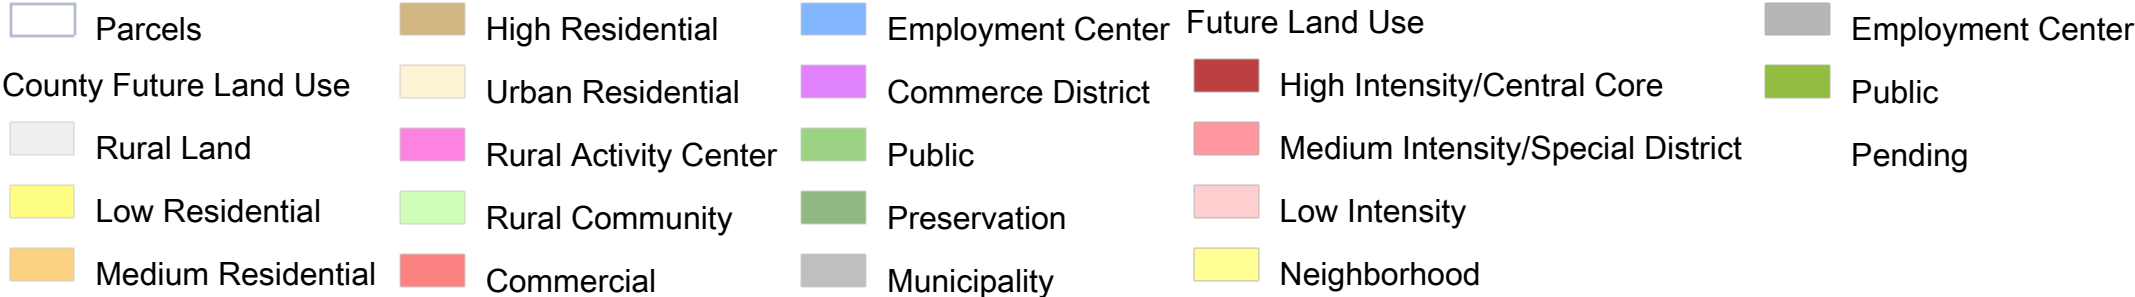 Parcels
County Future Land Use
Rural Land
Low Residential
Medium Residential
High Residential
Urban Residential
Rural Activity Center
Rural Community
Commercial
Employment Center
Commerce District
Public
Preservation
Municipality
Future Land Use
High Intensity/Central Core
Medium Intensity/Special District
Low Intensity
Neighborhood
Employment Center
Public
Pending